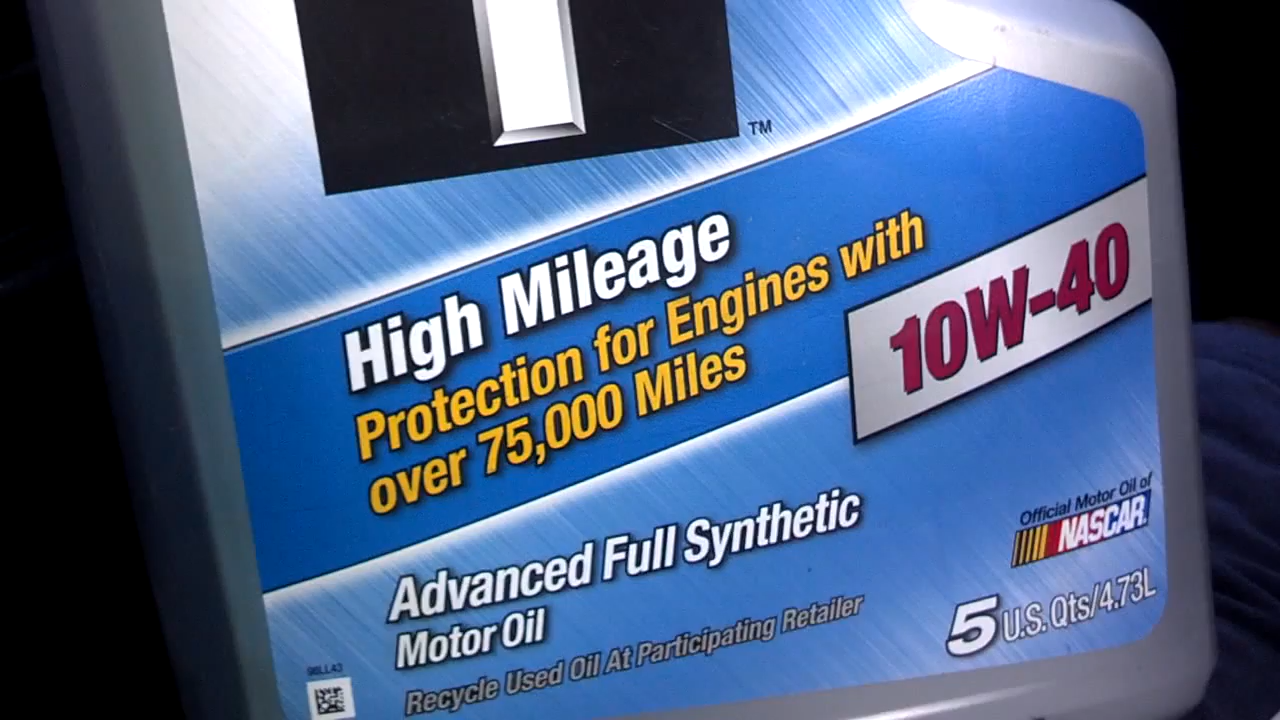 TM
High Mileage
Protection for Engines with
over 75,000 Miles
10W-40
Advanced Full Synthetic
Motor Oil
Recycle Used Oil At Participating Retailer
Official Motor Oil of
NASCAR
5 U.S. Qts/4.73L
98LL43